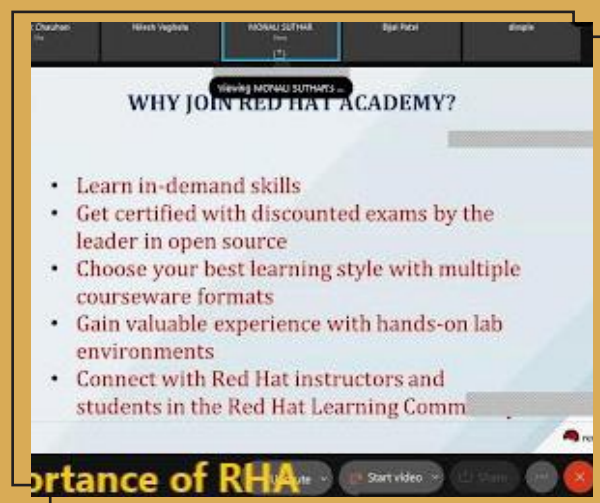 Chauhan
Nilesh Vaghela
MONALI SUTHAR
Bijal Patel
dimple
Viewing MONALI SUTHAR's ...
WHY JOIN RED HAT ACADEMY?
• Learn in-demand skills
• Get certified with discounted exams by the
leader in open source
• Choose your best learning style with multiple
courseware formats
• Gain valuable experience with hands-on lab
environments
• Connect with Red Hat instructors and
students in the Red Hat Learning Comm
ortance of RHA
Start video
Share